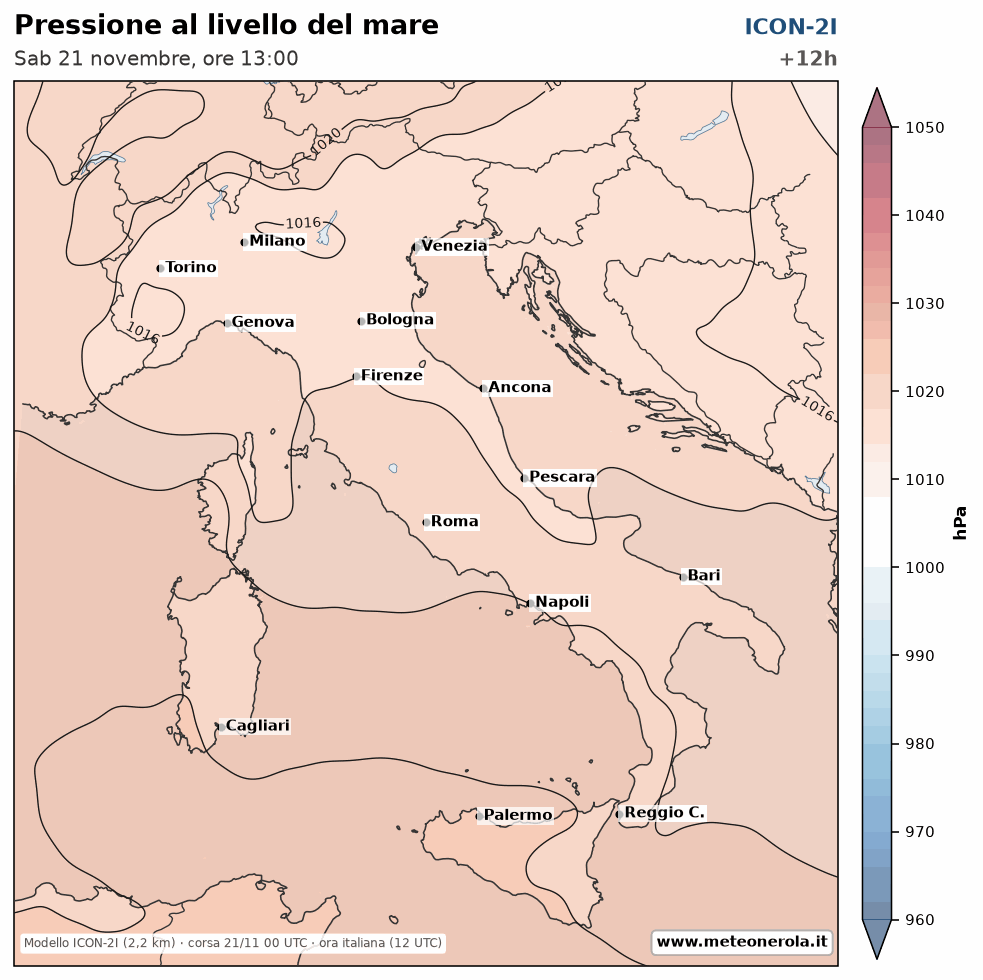 Pressione al livello del mare
ICON-2I
Sab 21 novembre, ore 13:00
+12h
1020
1016
Milano
Venezia
Torino
1016
Genova
Bologna
Firenze
Ancona
1016
Pescara
Roma
Bari
Napoli
Cagliari
Palermo
Reggio C.
Modello ICON-2I (2,2 km) · corsa 21/11 00 UTC · ora italiana (12 UTC)
www.meteonerola.it
1050
1040
1030
1020
1010
1000
990
980
970
960
hPa